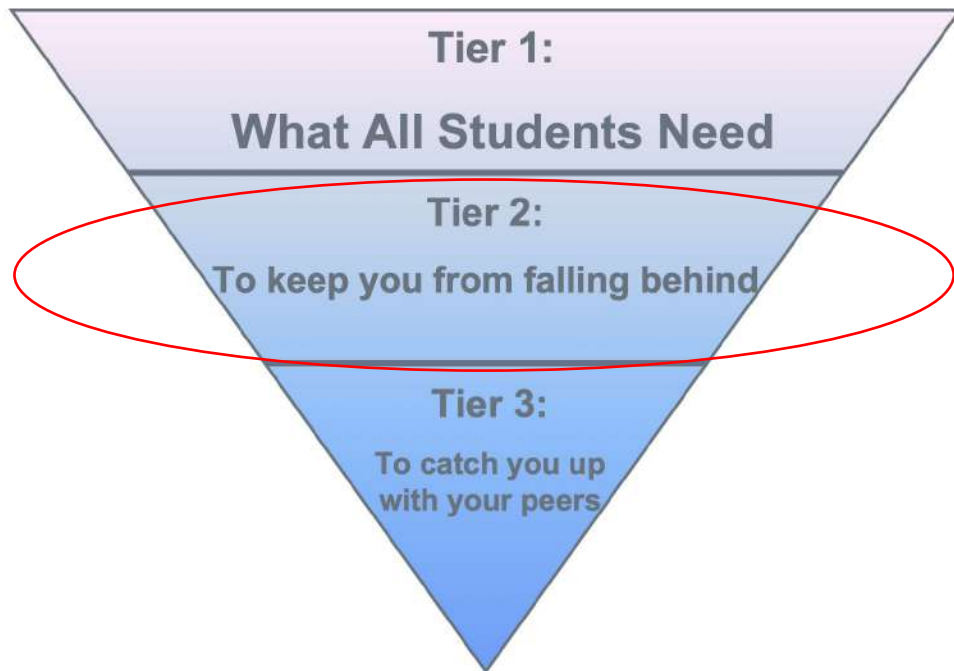 Tier 1:
What All Students Need
Tier 2:
To keep you from falling behind
Tier 3:
To catch you up
with your peers